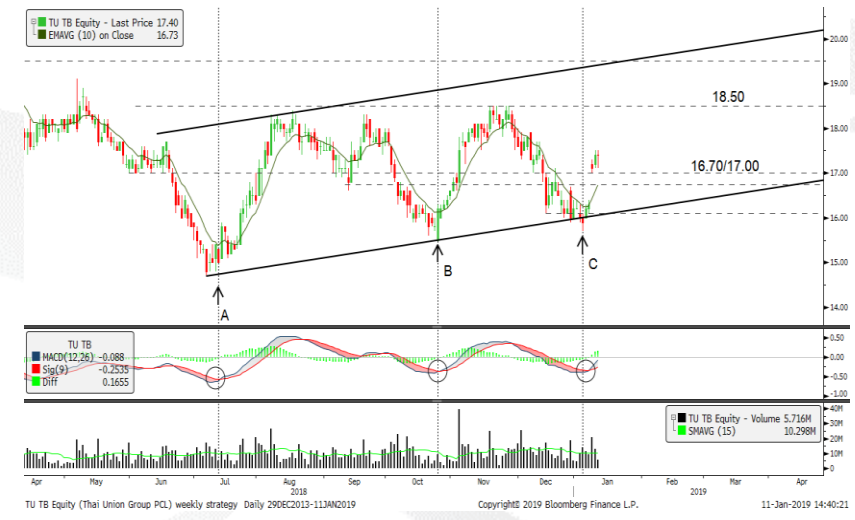 TU TB Equity - Last Price 17.40
EMAVG (10) on Close 16.73
20.00
19.00
18.50
18.00
17.00
16.70/17.00
16.00
15.00
14.00
A
B
C
TU TB
MACD(12,26) -0.088
Sig(9) -0.2535
Diff 0.1655
0.50
0.00
-0.50
-1.00
TU TB Equity - Volume 5.716M
SMAVG (15) 10.298M
40M
30M
20M
10M
0
Apr May Jun Jul Aug Sep Oct Nov Dec Jan Feb Mar Apr
2018 2019
TU TB Equity (Thai Union Group PCL) weekly strategy Daily 29DEC2013-11JAN2019 Copyright© 2019 Bloomberg Finance L.P. 11-Jan-2019 14:40:21